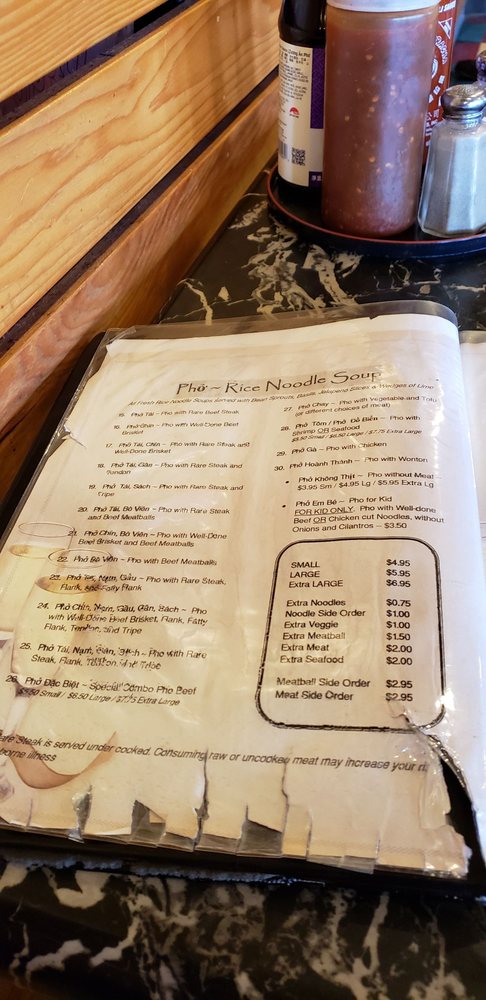 Phở ~ Rice Noodle Soup
All Fresh Rice Noodle Soups served with Bean Sprouts, Basils, Jalapeno Slices & Wedges of Lime
15. Phở Tái ~ Pho with Rare Beef Steak
16. Phở Chín ~ Pho with Well-Done Beef
Brisket
17. Phở Tái, Chín ~ Pho with Rare Steak and
Well-Done Brisket
18. Phở Tái, Gân ~ Pho with Rare Steak and
Tendon
19. Phở Tái, Sách ~ Pho with Rare Steak and
Tripe
20. Phở Tái, Bò Viên ~ Pho with Rare Steak
and Beef Meatballs
21. Phở Chín, Bò Viên ~ Pho with Well-Done
Beef Brisket and Beef Meatballs
22. Phở Bò Viên ~ Pho with Beef Meatballs
23. Phở Tái, Nạm, Gầu ~ Pho with Rare Steak,
Flank, and Fatty Flank
24. Phở Chín, Nạm, Gầu, Gân, Sách ~ Pho
with Well-Done Beef Brisket, Flank, Fatty
Flank, Tendon, and Tripe
25. Phở Tái, Nạm, Gân, Sách ~ Pho with Rare
Steak, Flank, Tendon and Tripe
26. Phở Đặc Biệt ~ Special Combo Pho Beef
$5.50 Small / $6.50 Large / $7.75 Extra Large
27. Phở Chay ~ Pho with Vegetable and Tofu
(or different choices of meat)
28. Phở Tôm / Phở Đồ Biển ~ Pho with
Shrimp OR Seafood
$5.50 Small / $6.50 Large / $7.75 Extra Large
29. Phở Gà ~ Pho with Chicken
30. Phở Hoành Thánh ~ Pho with Wonton
• Phở Không Thịt ~ Pho without Meat ~
$3.95 Sm / $4.95 Lg / $5.95 Extra Lg
• Phở Em Bé ~ Pho for Kid
FOR KID ONLY. Pho with Well-done
Beef OR Chicken cut Noodles, without
Onions and Cilantros ~ $3.50
SMALL $4.95
LARGE $5.95
Extra LARGE $6.95
Extra Noodles $0.75
Noodle Side Order $1.00
Extra Veggie $1.00
Extra Meatball $1.50
Extra Meat $2.00
Extra Seafood $2.00
Meatball Side Order $2.95
Meat Side Order $2.95
are Steak is served under cooked. Consuming raw or uncooked meat may increase your ri
borne illness